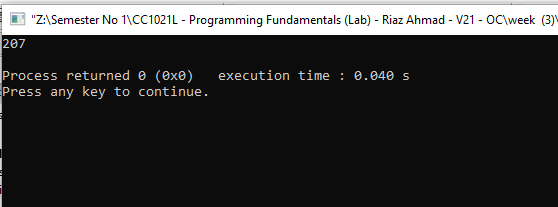 "Z:\Semester No 1\CC1021L - Programming Fundamentals (Lab) - Riaz Ahmad - V21 - OC\week (3)\
207
Process returned 0 (0x0)   execution time : 0.040 s
Press any key to continue.